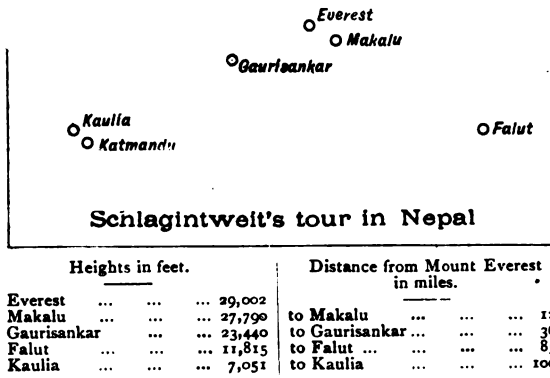 Everest
Makalu
Gaurisankar
Kaulia
Katmandu
Falut
Schlagintweit's tour in Nepal
Heights in feet.
Everest ... ... ... 29,002
Makalu ... ... ... 27,790
Gaurisankar ... ... 23,440
Falut ... ... ... 11,815
Kaulia ... ... ... 7,051
Distance from Mount Everest
in miles.
to Makalu ... ... ...
to Gaurisankar ... ... ...
to Falut ... ... ... ...
to Kaulia ... ... ...